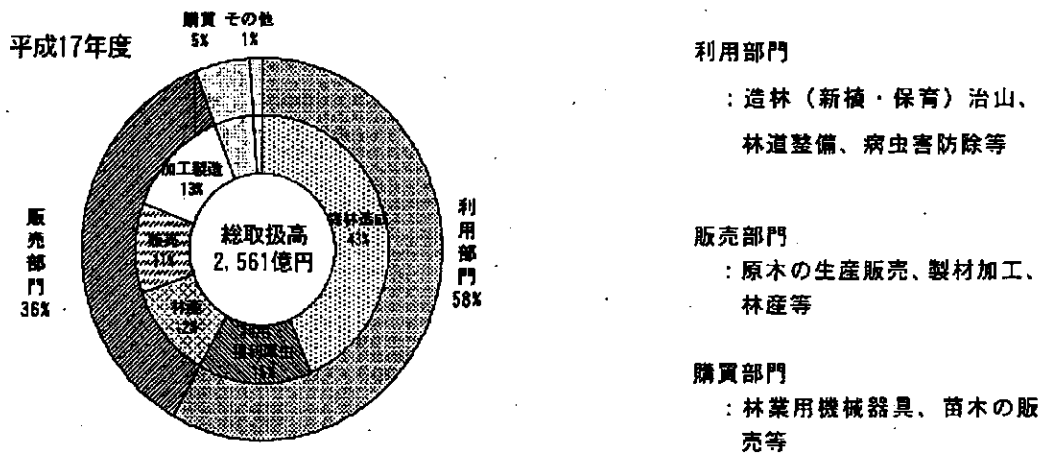 平成17年度
購買 その他
5% 1%
加工製造
13%
販売
11%
林産
12%
総取扱高
2,561億円
43%
販売部門
36%
利用部門
58%
利用部門
:造林(新植・保育)治山、
林道整備、病虫害防除等
販売部門
:原木の生産販売、製材加工、
林産等
購買部門
:林業用機械器具、苗木の販
売等